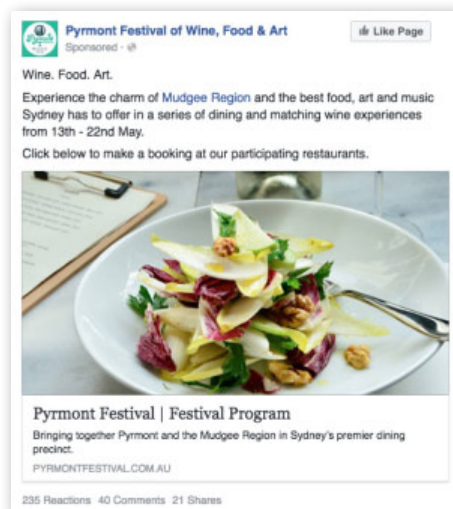 Pyrmont Festival of Wine, Food & Art
Like Page
Sponsored ·
Wine. Food. Art.
Experience the charm of Mudgee Region and the best food, art and music
Sydney has to offer in a series of dining and matching wine experiences
from 13th - 22nd May.
Click below to make a booking at our participating restaurants.
Pyrmont Festival | Festival Program
Bringing together Pyrmont and the Mudgee Region in Sydney's premier dining
precinct.
PYRMONTFESTIVAL.COM.AU
235 Reactions 40 Comments 21 Shares